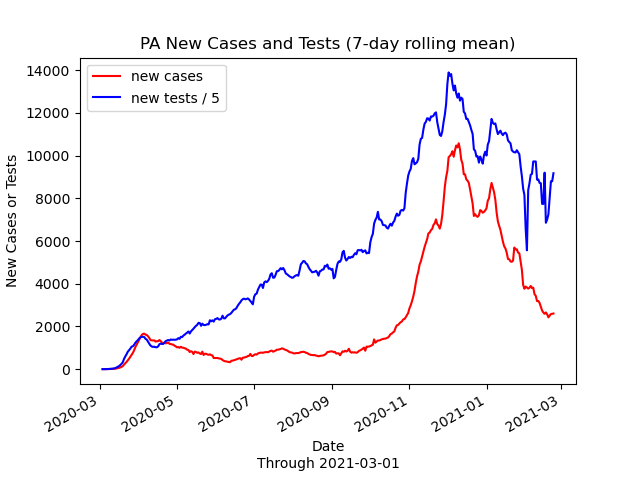 PA New Cases and Tests (7-day rolling mean)
new cases
new tests / 5
14000
12000
10000
8000
6000
4000
2000
0
New Cases or Tests
2020-03
2020-05
2020-07
2020-09
2020-11
2021-01
2021-03
Date
Through 2021-03-01